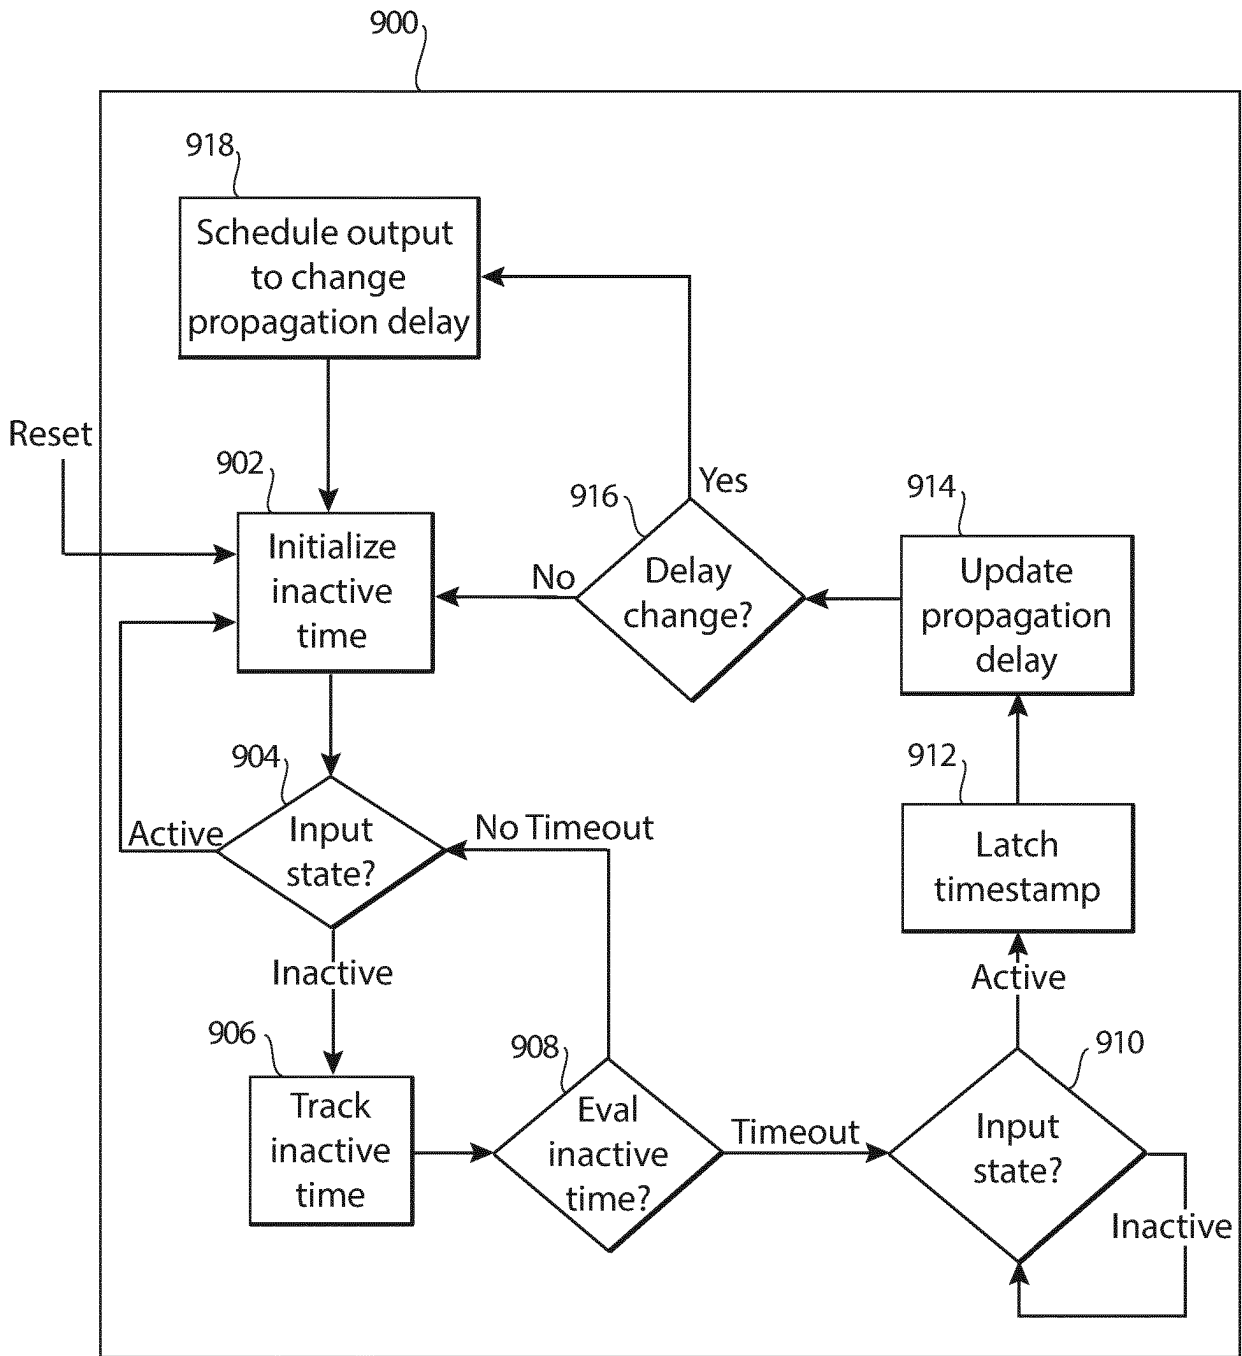 900
918
Schedule output
to change
propagation delay
Reset
902
Initialize
inactive
time
916
Yes
No
Delay
change?
914
Update
propagation
delay
904
Active
Input
state?
No Timeout
912
Latch
timestamp
Inactive
Active
906
Track
inactive
time
908
Eval
inactive
time?
Timeout
910
Input
state?
Inactive